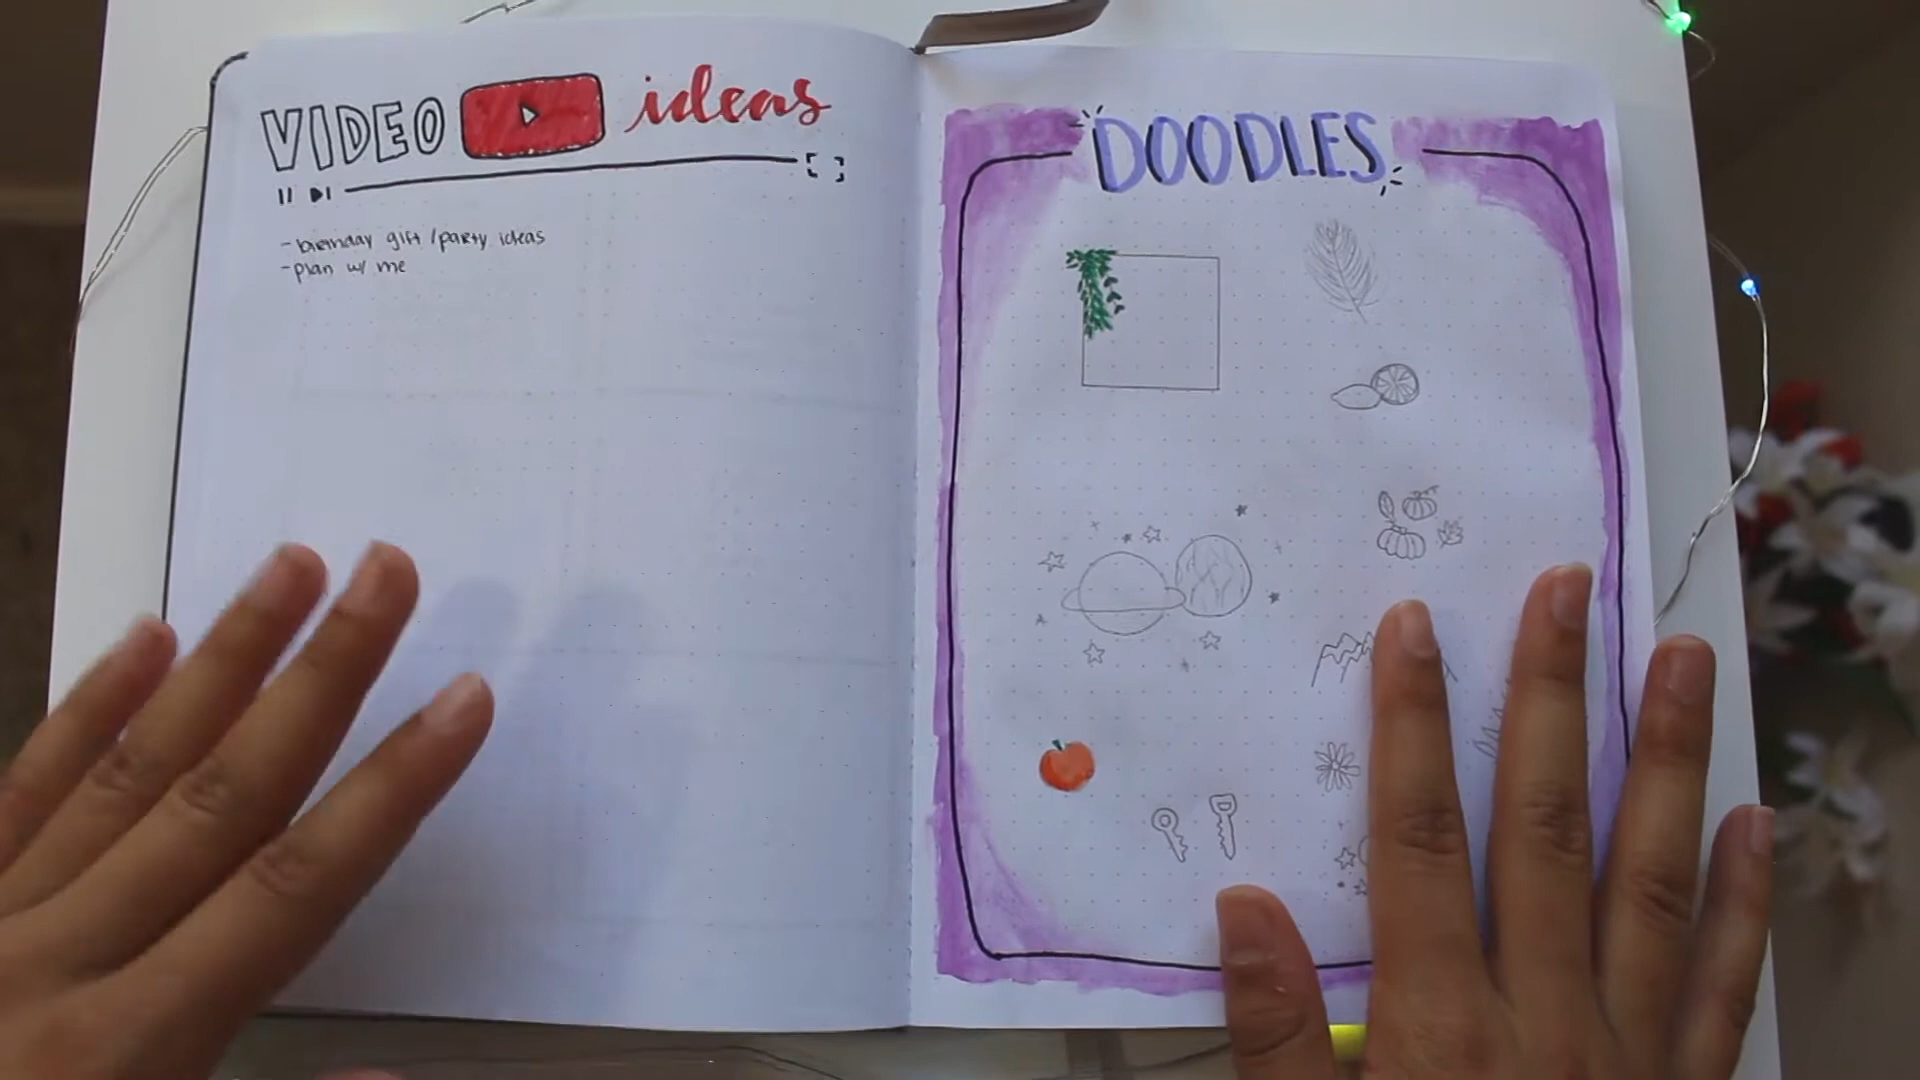 VIDEO ideas
- birthday gift / party ideas
- plan w/ me
DOODLES